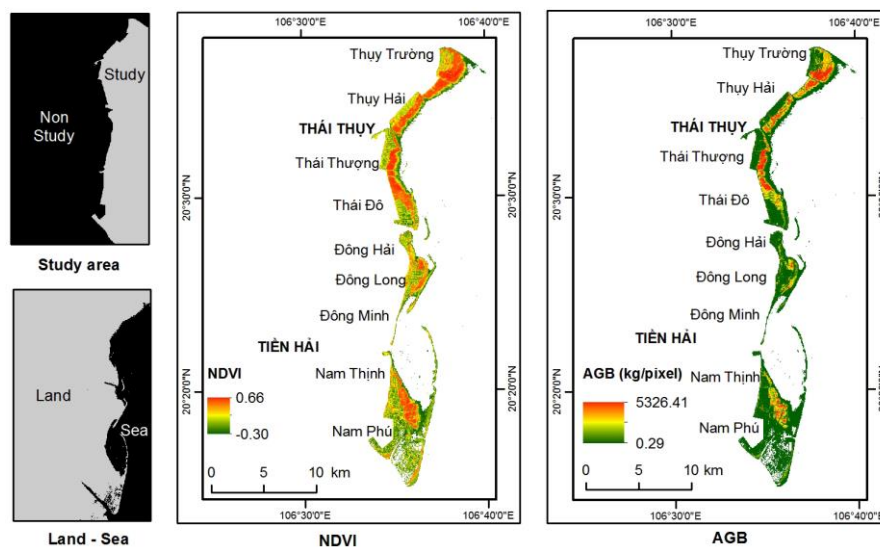 Study
Non
Study
Study area
Land
Sea
Land - Sea
106°30'0"E
106°40'0"E
Thụy Trường
Thụy Hải
THÁI THỤY
Thái Thượng
Thái Đô
Đông Hải
Đông Long
Đông Minh
TIỀN HẢI
Nam Thịnh
Nam Phú
20°30'0"N
20°20'0"N
NDVI
0.66
-0.30
0 5 10 km
106°30'0"E
106°40'0"E
NDVI
106°30'0"E
106°40'0"E
Thụy Trường
Thụy Hải
THÁI THỤY
Thái Thượng
Thái Đô
Đông Hải
Đông Long
Đông Minh
TIỀN HẢI
Nam Thịnh
Nam Phú
20°30'0"N
20°20'0"N
AGB (kg/pixel)
5326.41
0.29
0 5 10 km
106°30'0"E
106°40'0"E
AGB